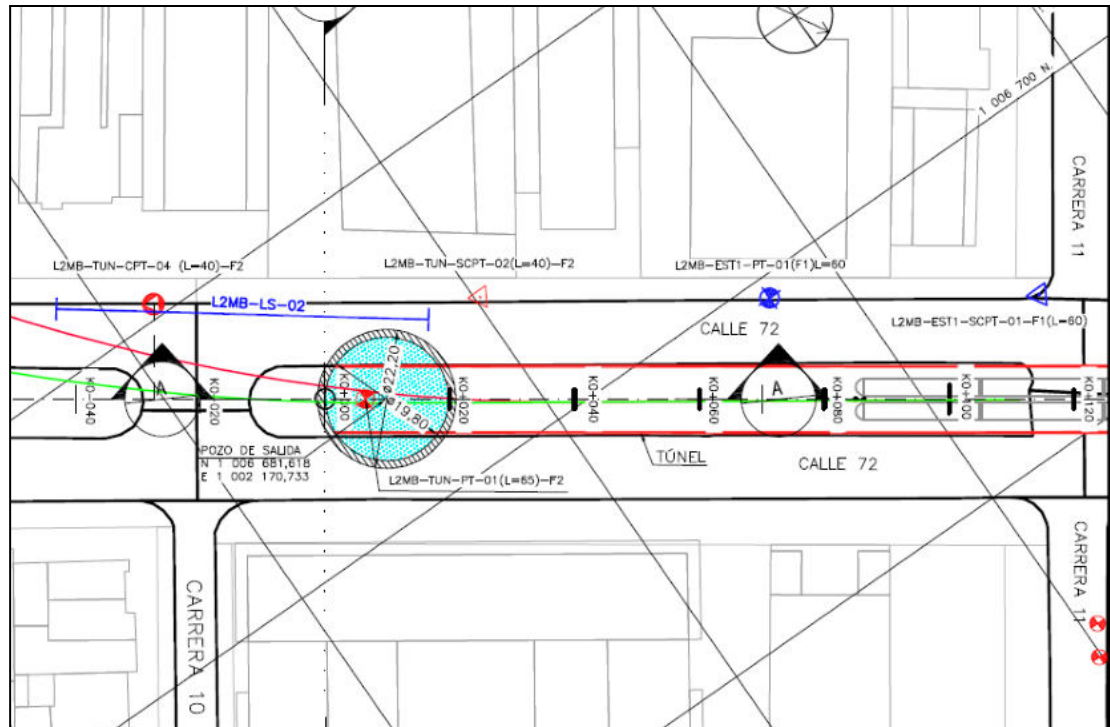 1 006 700 N.
CARRERA 11
L2MB-TUN-CPT-04 (L=40)-F2
L2MB-TUN-SCPT-02(L=40)-F2
L2MB-EST1-PT-01(F1)L=60
L2MB-LS-02
L2MB-EST1-SCPT-01-F1(L=60)
CALLE 72
ø22,20
ø19,80
K0-040
A
K0-020
K0+000
K0+020
K0+040
K0+060
A
K0+080
K0+100
K0+120
POZO DE SALIDA
N 1 006 681,618
E 1 002 170,733
TÚNEL
CALLE 72
L2MB-TUN-PT-01(L=65)-F2
CARRERA 10
CARRERA 11